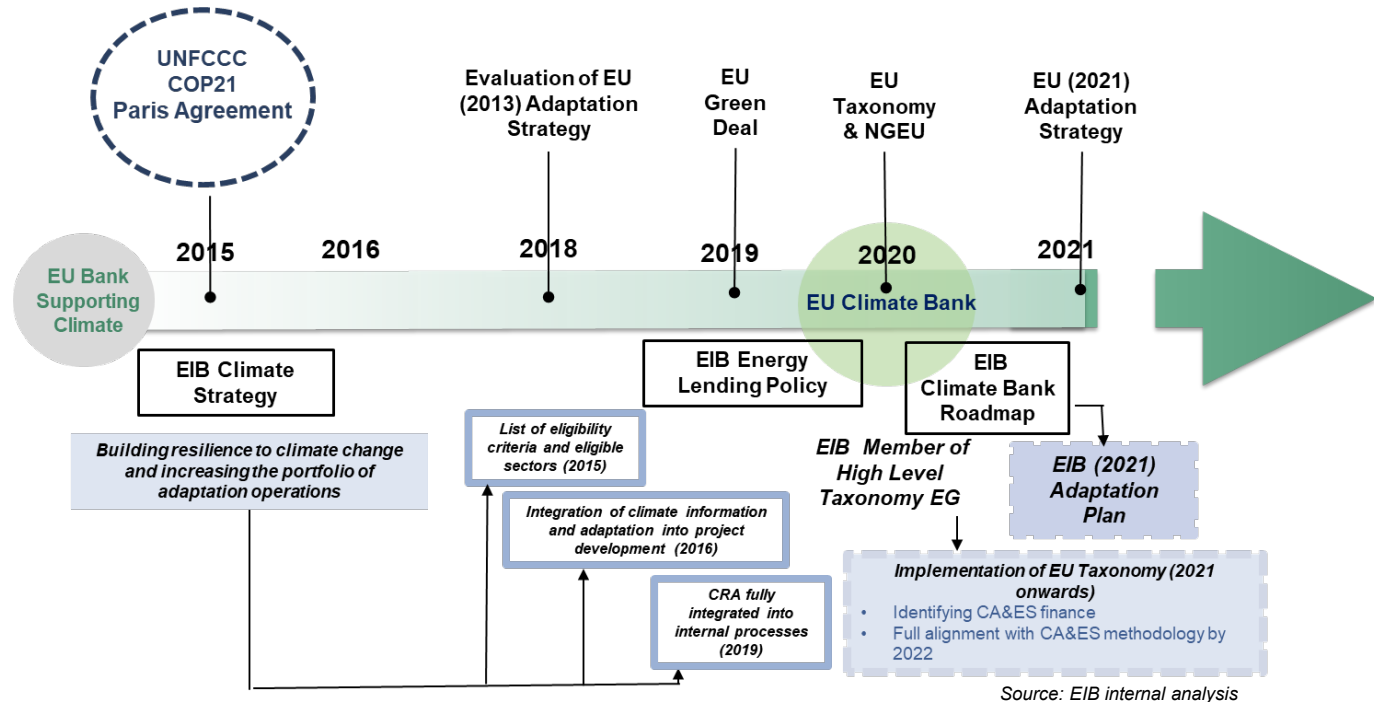 UNFCCC
COP21
Paris Agreement
Evaluation of EU
(2013) Adaptation
Strategy
EU
Green
Deal
EU
Taxonomy
& NGEU
EU (2021)
Adaptation
Strategy
2015
2016
2018
2019
2020
2021
EU Bank
Supporting
Climate
EU Climate Bank
EIB Climate
Strategy
EIB Energy
Lending Policy
EIB
Climate Bank
Roadmap
Building resilience to climate change
and increasing the portfolio of
adaptation operations
List of eligibility
criteria and eligible
sectors (2015)
Integration of climate information
and adaptation into project
development (2016)
CRA fully
integrated into
internal processes
(2019)
EIB Member of
High Level
Taxonomy EG
EIB (2021)
Adaptation
Plan
Implementation of EU Taxonomy (2021
onwards)
• Identifying CA&ES finance
• Full alignment with CA&ES methodology by
2022
Source: EIB internal analysis